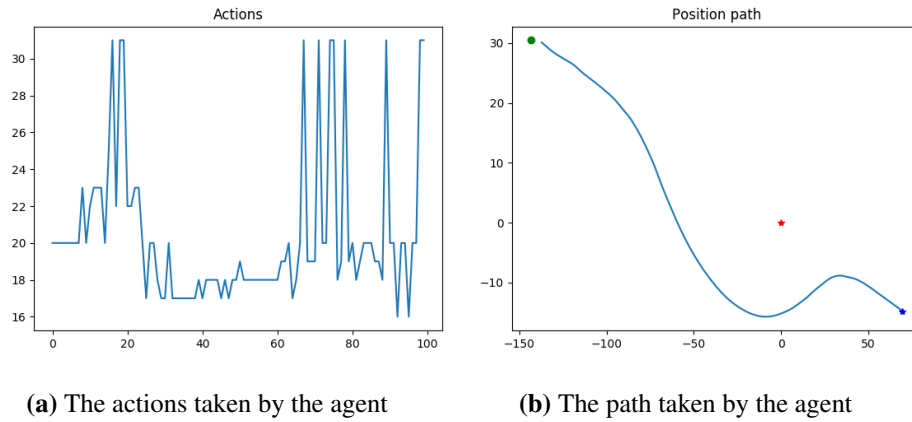 Actions
30
28
26
24
22
20
18
16
0 20 40 60 80 100
Position path
30
20
10
0
−10
−150 −100 −50 0 50
(a) The actions taken by the agent
(b) The path taken by the agent